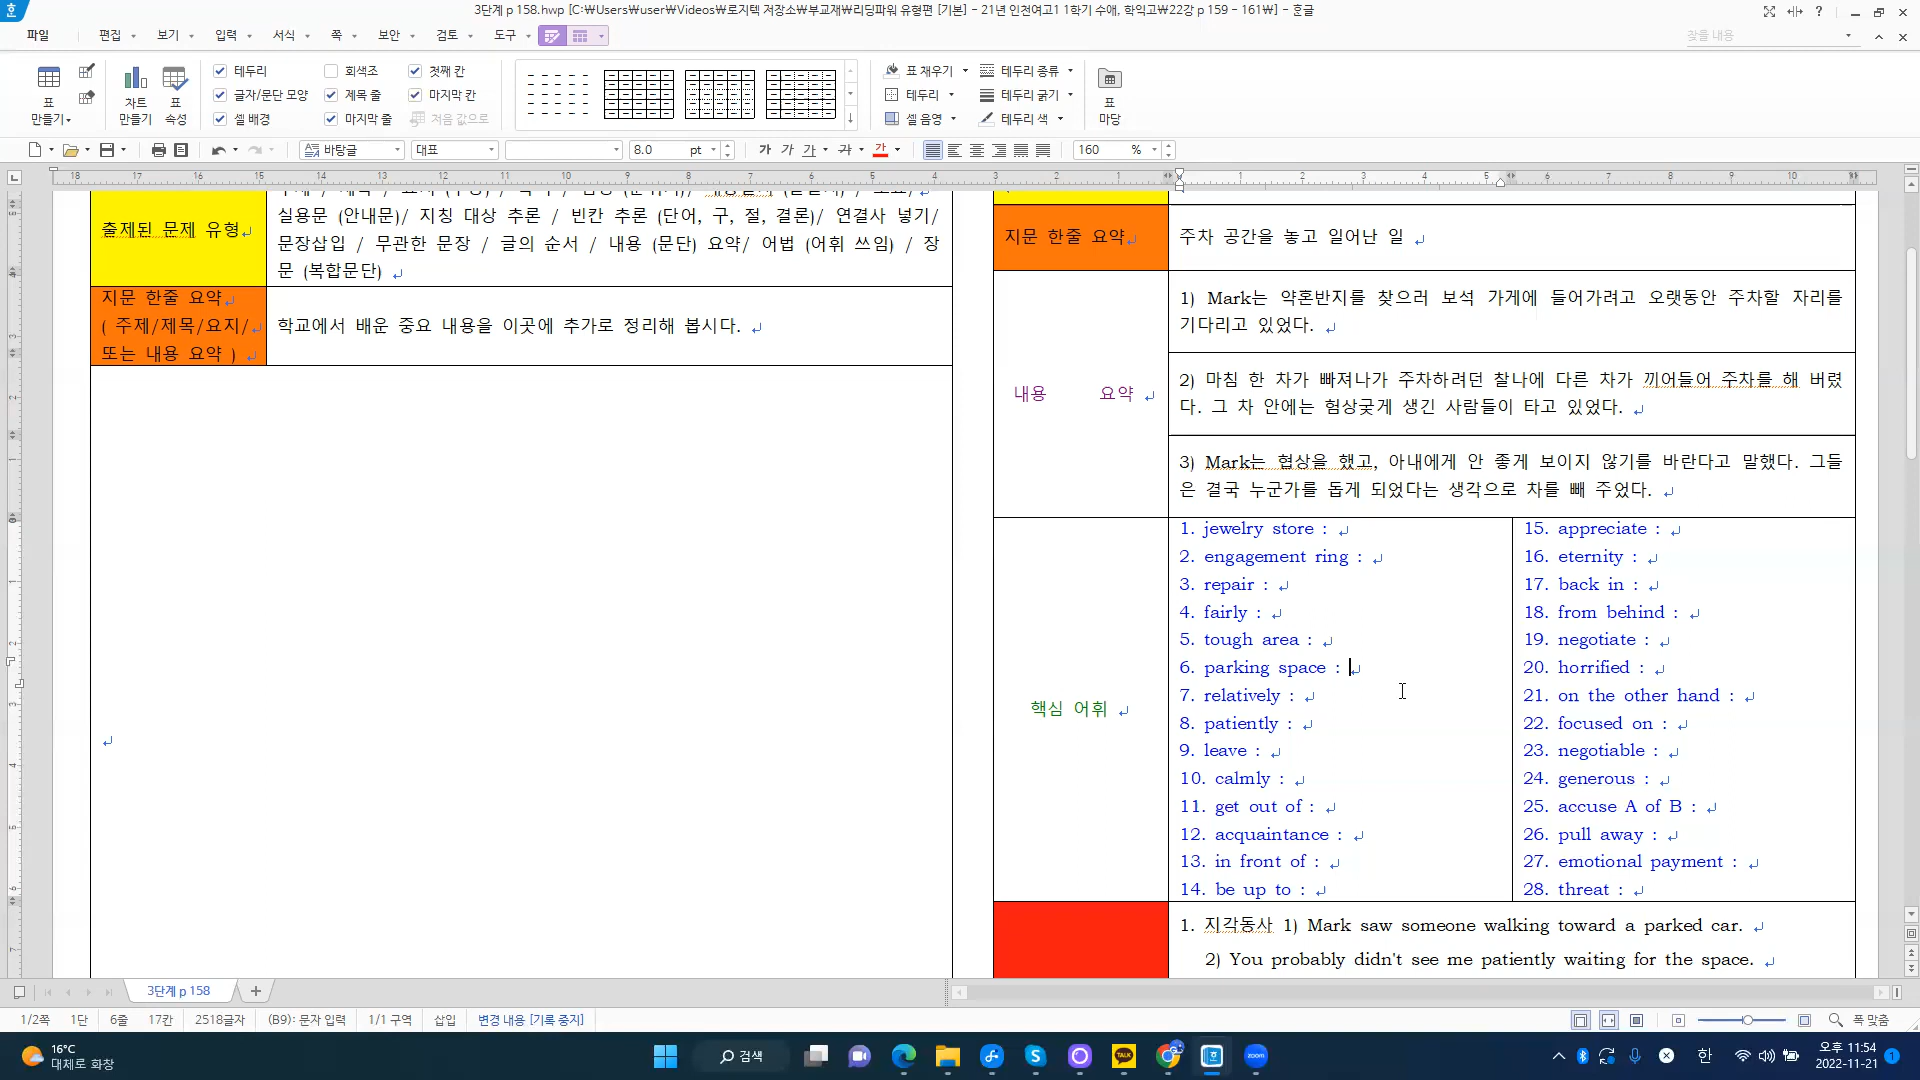 3단계 p 158.hwp [C:₩Users₩user₩Videos₩로지텍 저장소₩부교재₩리딩파워 유형편 [기본] - 21년 인천여고1 1학기 수애, 학익고₩22강 p 159 - 161₩] - 흔글
파일 편집 보기 입력 서식 쪽 보안 검토 도구
찾을 내용
표 만들기
차트 만들기
표 속성
테두리 회색조 첫째 칸
글자/문단 모양 제목 줄 마지막 칸
셀 배경 마지막 줄 처음 값으로
표 채우기 테두리 종류
테두리 테두리 굵기
셀 음영 테두리 색
표 마당
바탕글 대표 8.0 pt 가 가 가 가 가 160 %
출제된 문제 유형
실용문 (안내문)/ 지칭 대상 추론 / 빈칸 추론 (단어, 구, 절, 결론)/ 연결사 넣기/
문장삽입 / 무관한 문장 / 글의 순서 / 내용 (문단) 요약/ 어법 (어휘 쓰임) / 장
문 (복합문단)
지문 한줄 요약
( 주제/제목/요지/
또는 내용 요약 )
학교에서 배운 중요 내용을 이곳에 추가로 정리해 봅시다.
지문 한줄 요약
주차 공간을 놓고 일어난 일
내용 요약
1) Mark는 약혼반지를 찾으러 보석 가게에 들어가려고 오랫동안 주차할 자리를
기다리고 있었다.
2) 마침 한 차가 빠져나가 주차하려던 찰나에 다른 차가 끼어들어 주차를 해 버렸
다. 그 차 안에는 험상궂게 생긴 사람들이 타고 있었다.
3) Mark는 협상을 했고, 아내에게 안 좋게 보이지 않기를 바란다고 말했다. 그들
은 결국 누군가를 돕게 되었다는 생각으로 차를 빼 주었다.
핵심 어휘
1. jewelry store :
2. engagement ring :
3. repair :
4. fairly :
5. tough area :
6. parking space :
7. relatively :
8. patiently :
9. leave :
10. calmly :
11. get out of :
12. acquaintance :
13. in front of :
14. be up to :
15. appreciate :
16. eternity :
17. back in :
18. from behind :
19. negotiate :
20. horrified :
21. on the other hand :
22. focused on :
23. negotiable :
24. generous :
25. accuse A of B :
26. pull away :
27. emotional payment :
28. threat :
1. 지각동사 1) Mark saw someone walking toward a parked car.
2) You probably didn't see me patiently waiting for the space.
3단계 p 158
1/2쪽 1단 6줄 17칸 2518글자 (B9): 문자 입력 1/1 구역 삽입 변경 내용 [기록 중지]
폭 맞춤
16°C
대체로 화창
검색
TALK
zoom
한
오후 11:54
2022-11-21
1